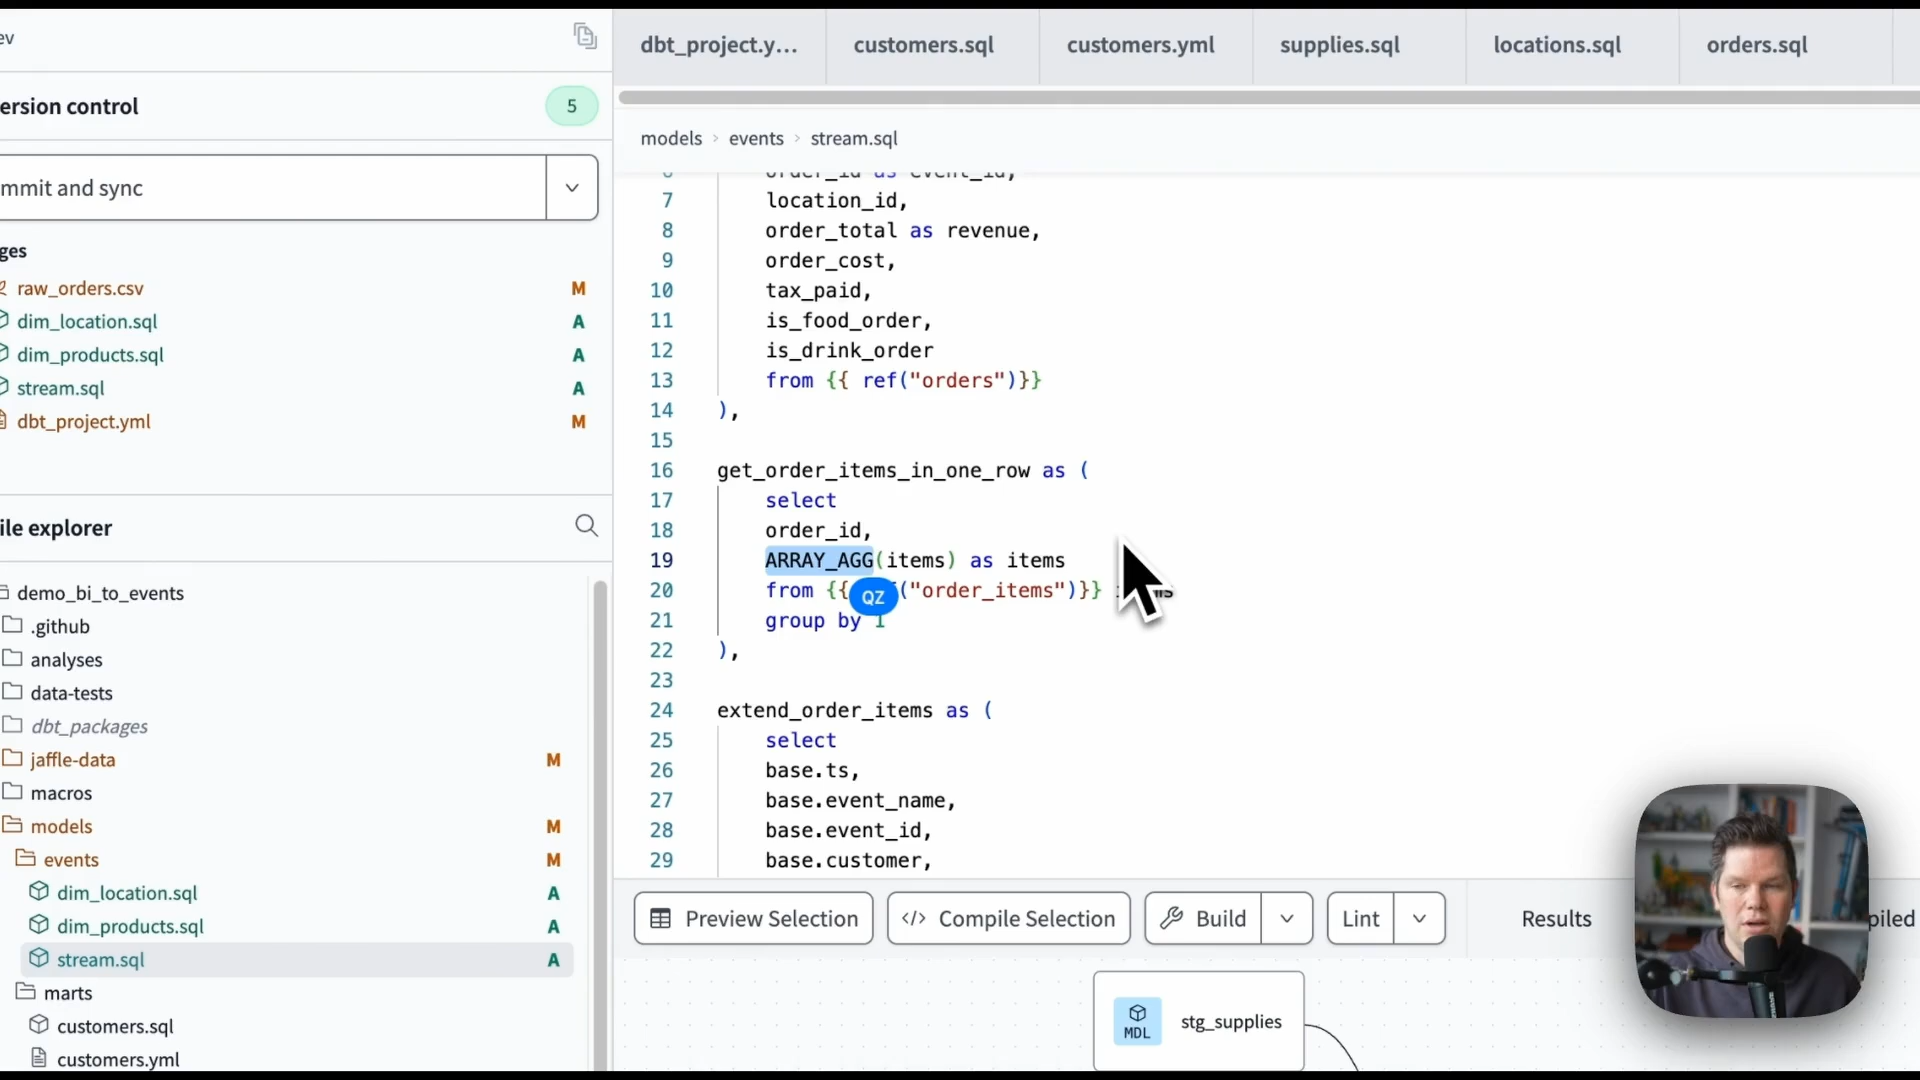 ev
dbt_project.y...
customers.sql
customers.yml
supplies.sql
locations.sql
orders.sql
ersion control
5
models > events > stream.sql
mmit and sync
ges
raw_orders.csv M
dim_location.sql A
dim_products.sql A
stream.sql A
dbt_project.yml M
ile explorer
demo_bi_to_events
.github
analyses
data-tests
dbt_packages
jaffle-data M
macros
models M
events M
dim_location.sql A
dim_products.sql A
stream.sql A
marts
customers.sql
customers.yml
6 order_id as event_id,
7 location_id,
8 order_total as revenue,
9 order_cost,
10 tax_paid,
11 is_food_order,
12 is_drink_order
13 from {{ ref("orders")}}
14 ),
15
16 get_order_items_in_one_row as (
17 select
18 order_id,
19 ARRAY_AGG(items) as items
20 from {{ ("order_items")}}
QZ
21 group by 1
22 ),
23
24 extend_order_items as (
25 select
26 base.ts,
27 base.event_name,
28 base.event_id,
29 base.customer,
Preview Selection
</> Compile Selection
Build
Lint
Results
piled
MDL
stg_supplies